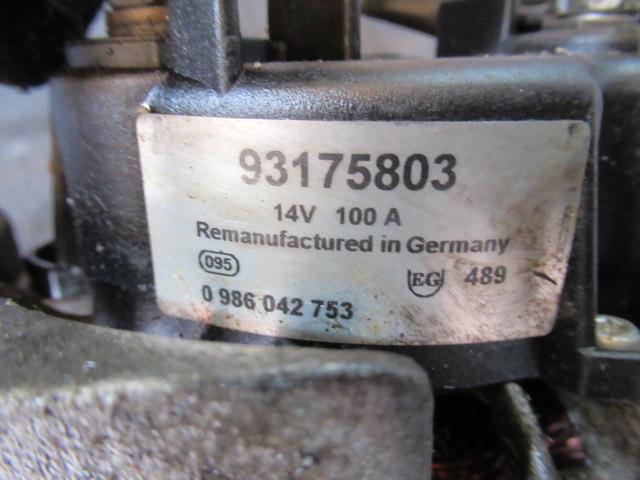 93175803
14V 100 A
Remanufactured in Germany
095
EG 489
0 986 042 753